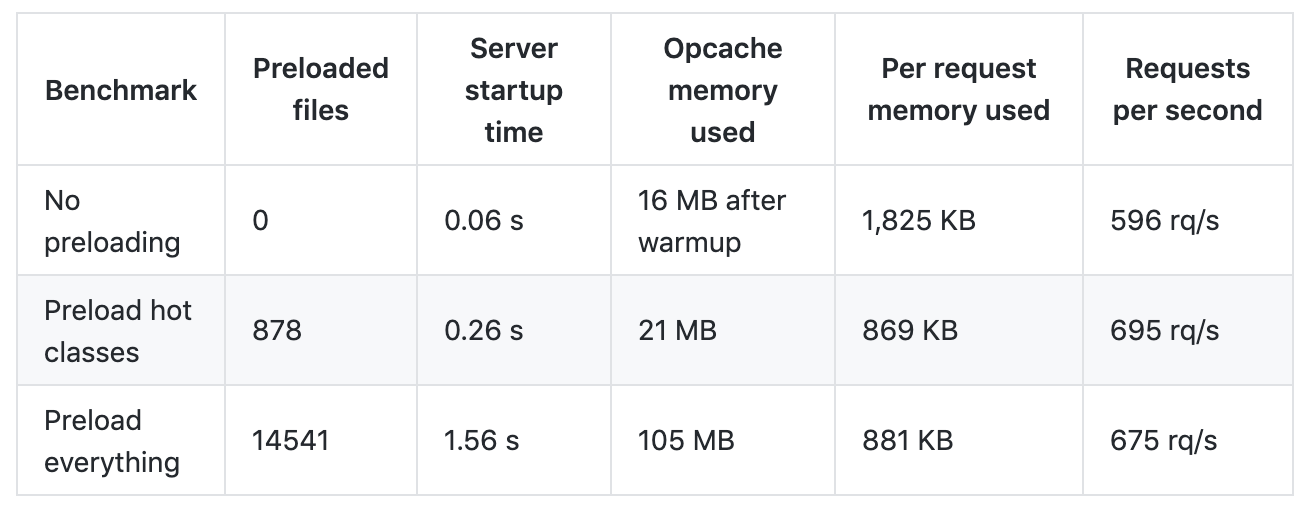 Benchmark
Preloaded
files
Server
startup
time
Opcache
memory
used
Per request
memory used
Requests
per second
No
preloading
0
0.06 s
16 MB after
warmup
1,825 KB
596 rq/s
Preload hot
classes
878
0.26 s
21 MB
869 KB
695 rq/s
Preload
everything
14541
1.56 s
105 MB
881 KB
675 rq/s